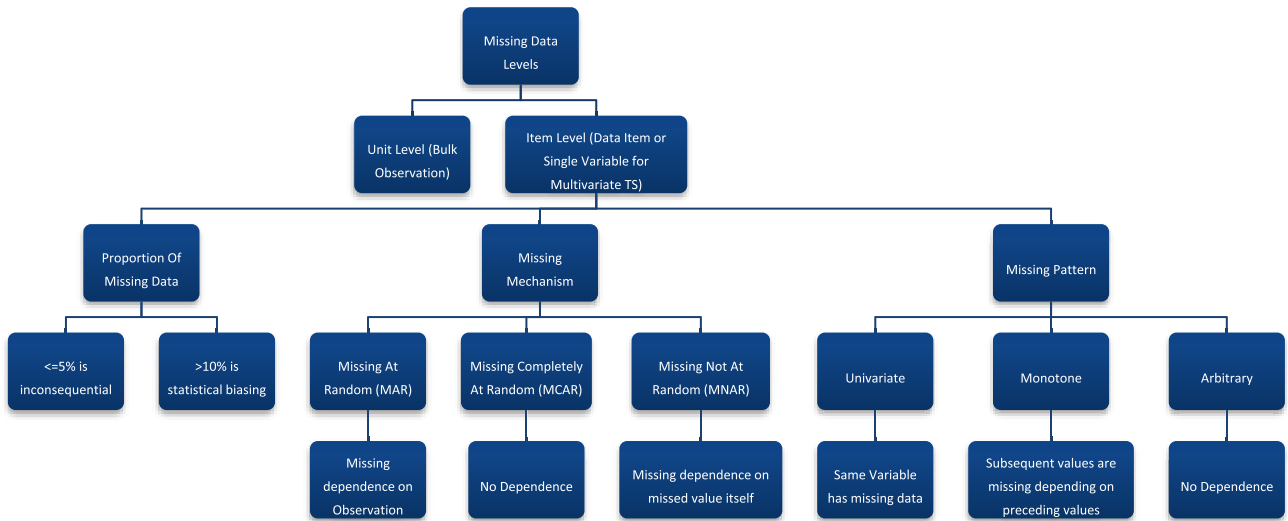 Missing Data
Levels
Unit Level (Bulk
Observation)
Item Level (Data Item or
Single Variable for
Multivariate TS)
Proportion Of
Missing Data
Missing
Mechanism
Missing Pattern
<=5% is
inconsequential
>10% is
statistical biasing
Missing At
Random (MAR)
Missing Completely
At Random (MCAR)
Missing Not At
Random (MNAR)
Univariate
Monotone
Arbitrary
Missing
dependence on
Observation
No Dependence
Missing dependence on
missed value itself
Same Variable
has missing data
Subsequent values are
missing depending on
preceding values
No Dependence